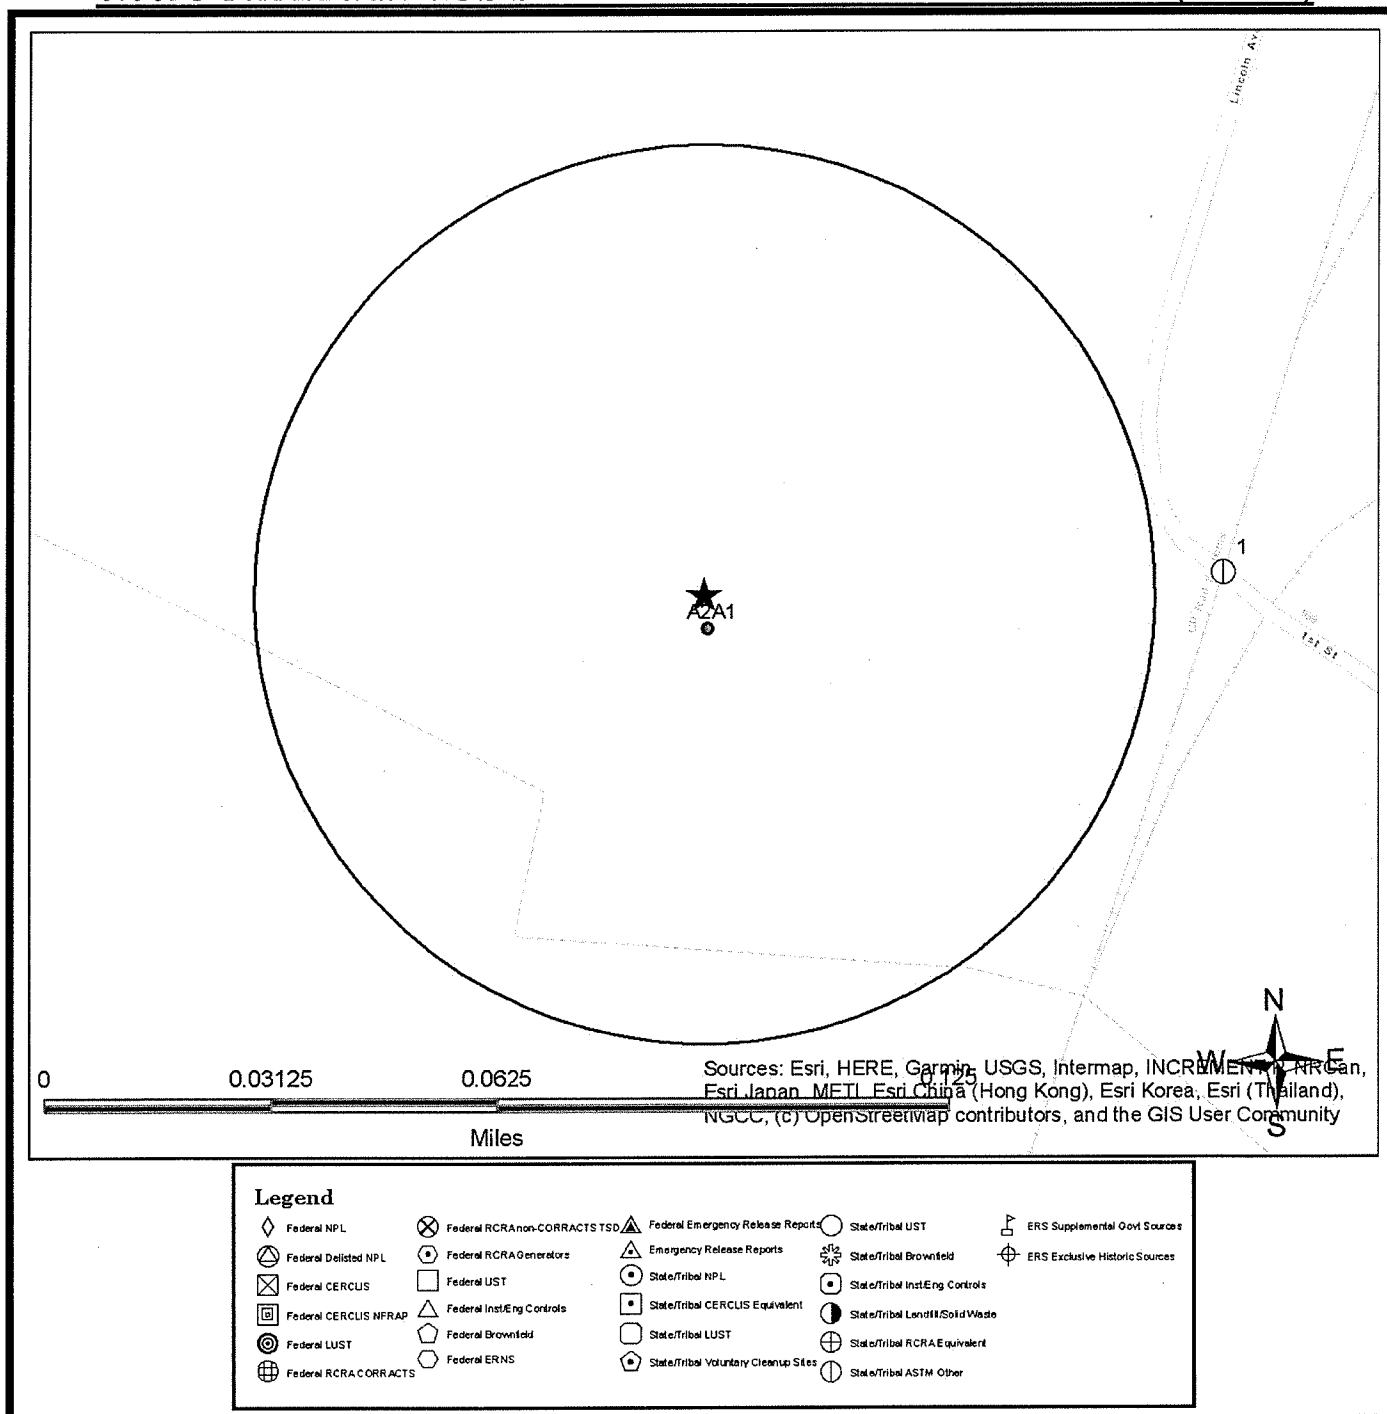 Lincoln Av
1
1st St
A2A1
N
W E
S
0 0.03125 0.0625 0.125
Miles
Sources: Esri, HERE, Garmin, USGS, Intermap, INCREMENT P, NRCan,
Esri Japan, METI, Esri China (Hong Kong), Esri Korea, Esri (Thailand),
NGCC, (c) OpenStreetMap contributors, and the GIS User Community
Legend
Federal NPL
Federal Delisted NPL
Federal CERCLIS
Federal CERCLIS NFRAP
Federal LUST
Federal RCRA CORRACTS
Federal RCRA non-CORRACTS TSD
Federal RCRA Generators
Federal UST
Federal Inst/Eng Controls
Federal Brownfield
Federal ERNS
Federal Emergency Release Reports
Emergency Release Reports
State/Tribal NPL
State/Tribal CERCLIS Equivalent
State/Tribal LUST
State/Tribal Voluntary Cleanup Sites
State/Tribal UST
State/Tribal Brownfield
State/Tribal Inst/Eng Controls
State/Tribal Landfill/Solid Waste
State/Tribal RCRA Equivalent
State/Tribal ASTM Other
ERS Supplemental Govt Sources
ERS Exclusive Historic Sources